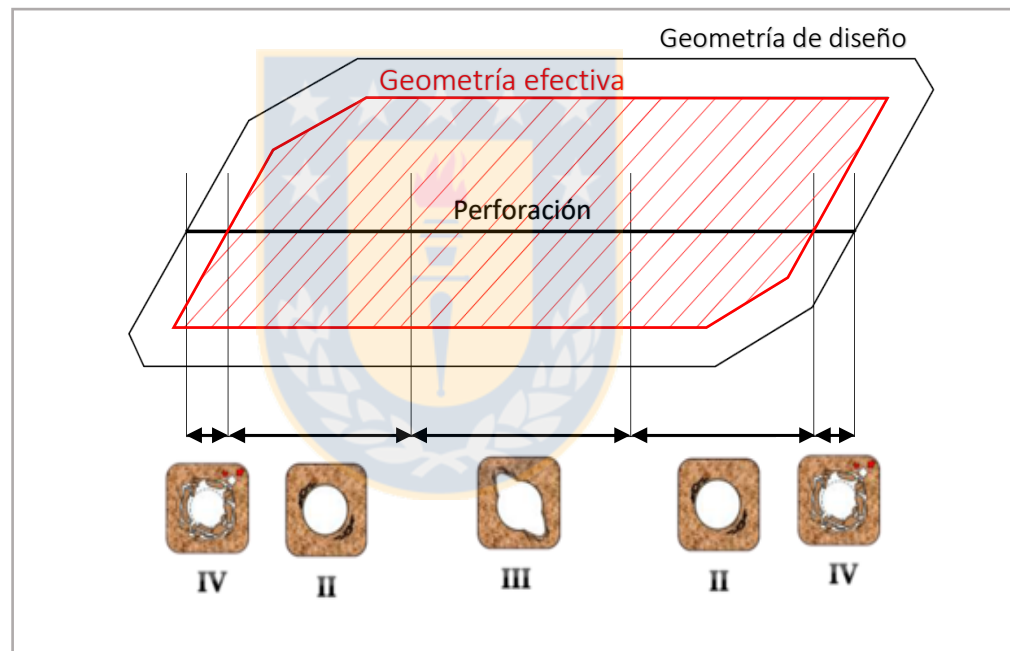 Geometría de diseño
Geometría efectiva
Perforación
IV
II
III
II
IV